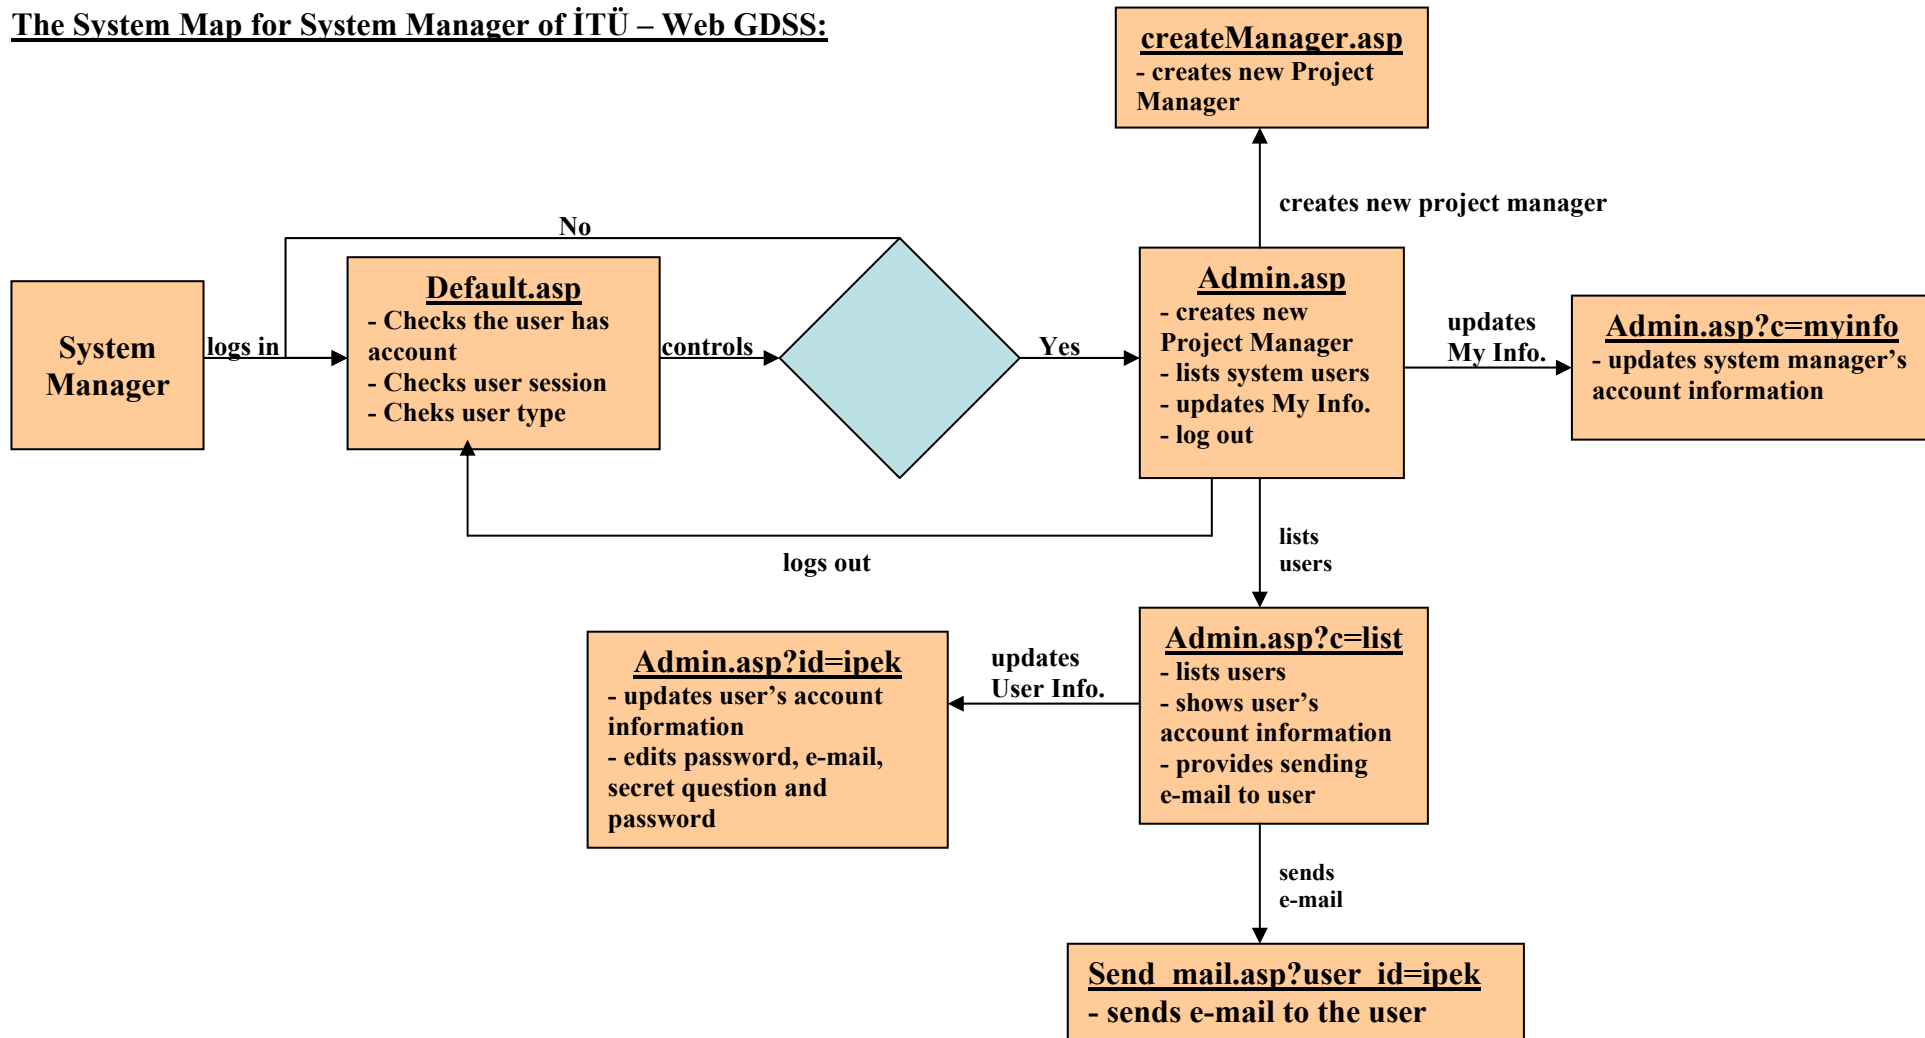 The System Map for System Manager of İTÜ – Web GDSS:
createManager.asp
- creates new Project
Manager
creates new project manager
No
System
Manager
logs in
Default.asp
- Checks the user has
account
- Checks user session
- Cheks user type
controls
Yes
Admin.asp
- creates new
Project Manager
- lists system users
- updates My Info.
- log out
updates
My Info.
Admin.asp?c=myinfo
- updates system manager's
account information
logs out
lists
users
Admin.asp?id=ipek
- updates user's account
information
- edits password, e-mail,
secret question and
password
updates
User Info.
Admin.asp?c=list
- lists users
- shows user's
account information
- provides sending
e-mail to user
sends
e-mail
Send_mail.asp?user_id=ipek
- sends e-mail to the user